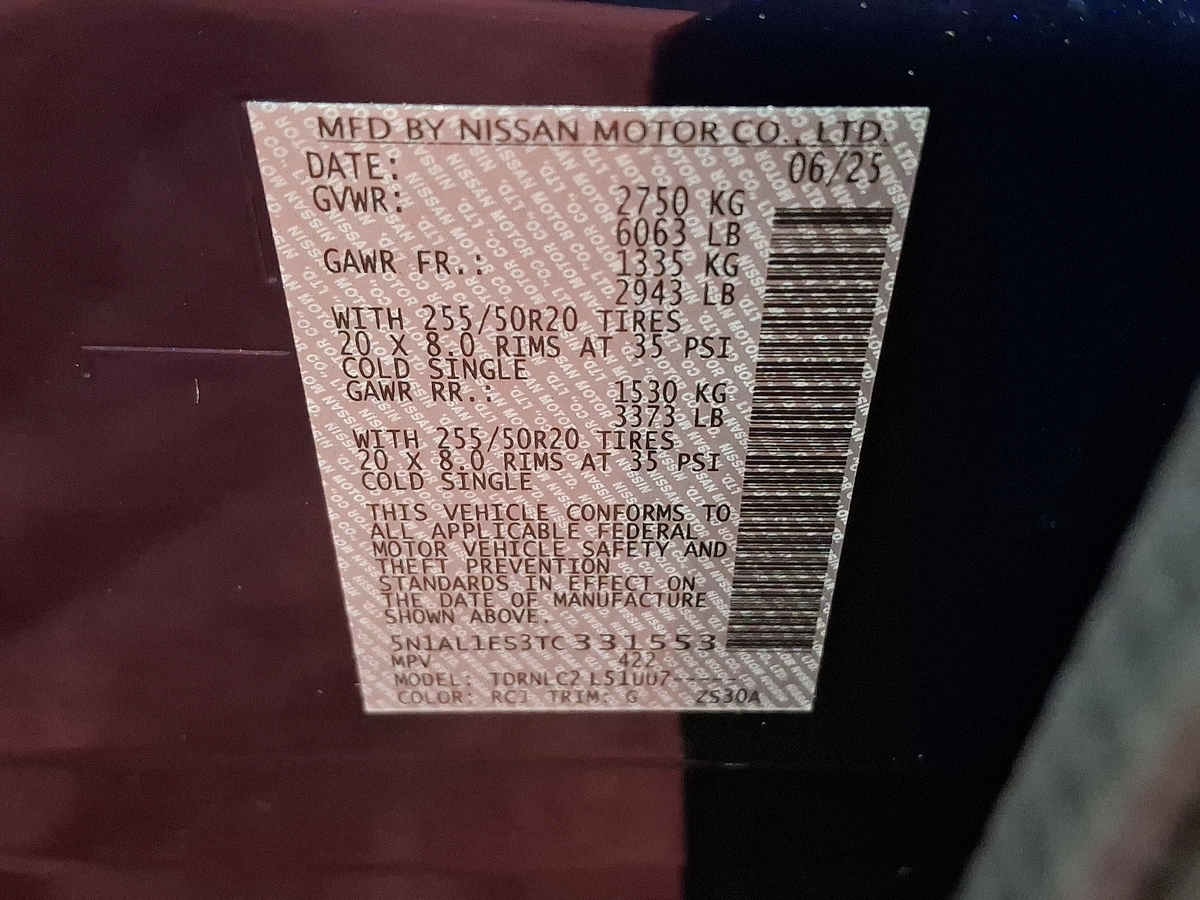 MFD BY NISSAN MOTOR CO., LTD.
DATE: 06/25
GVWR: 2750 KG
6063 LB
GAWR FR.: 1335 KG
2943 LB
WITH 255/50R20 TIRES
20 X 8.0 RIMS AT 35 PSI
COLD SINGLE
GAWR RR.: 1530 KG
3373 LB
WITH 255/50R20 TIRES
20 X 8.0 RIMS AT 35 PSI
COLD SINGLE
THIS VEHICLE CONFORMS TO
ALL APPLICABLE FEDERAL
MOTOR VEHICLE SAFETY AND
THEFT PREVENTION
STANDARDS IN EFFECT ON
THE DATE OF MANUFACTURE
SHOWN ABOVE.
5N1AL1ES3TC331553
MPV 422
MODEL: TDRNLC2 L51UU7-----
COLOR: RCJ TRIM: G ZS30A